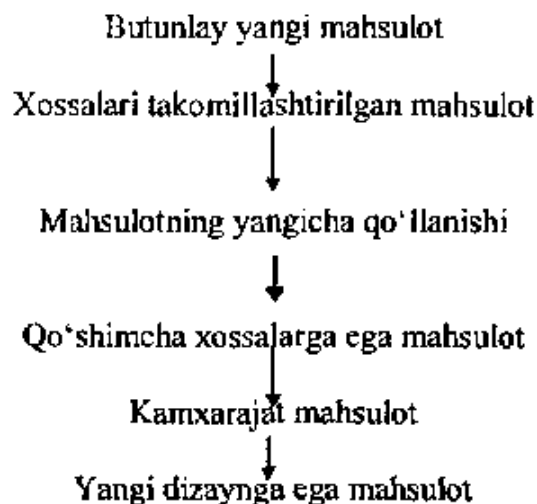 Butunlay yangi mahsulot
Xossalari takomillashtirilgan mahsulot
Mahsulotning yangicha qo‘llanishi
Qo‘shimcha xossalarga ega mahsulot
Kamxarajat mahsulot
Yangi dizaynga ega mahsulot